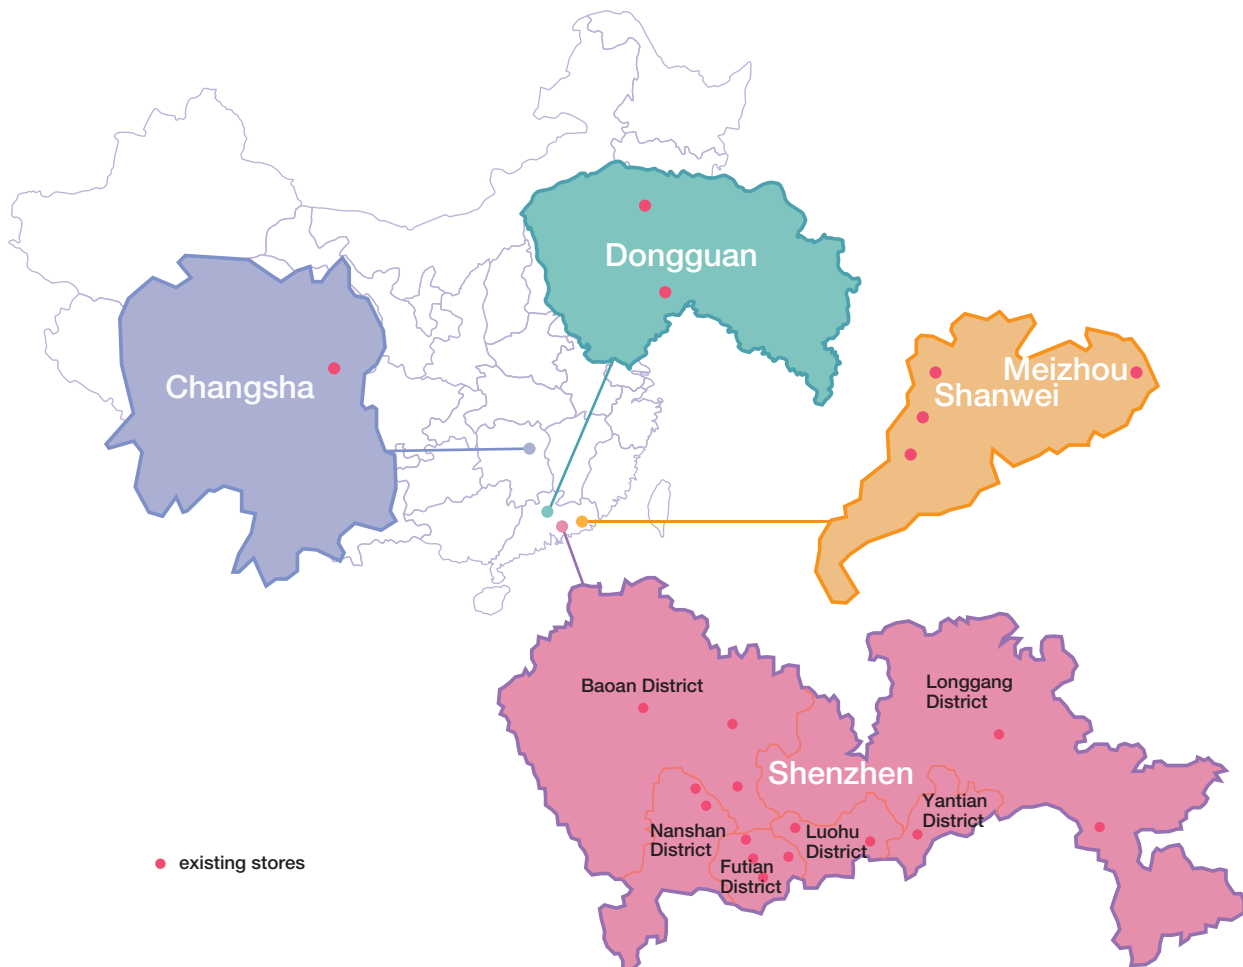 Dongguan
Changsha
Meizhou
Shanwei
Baoan District
Longgang
District
Shenzhen
Yantian
District
Nanshan
District
Luohu
District
Futian
District
existing stores